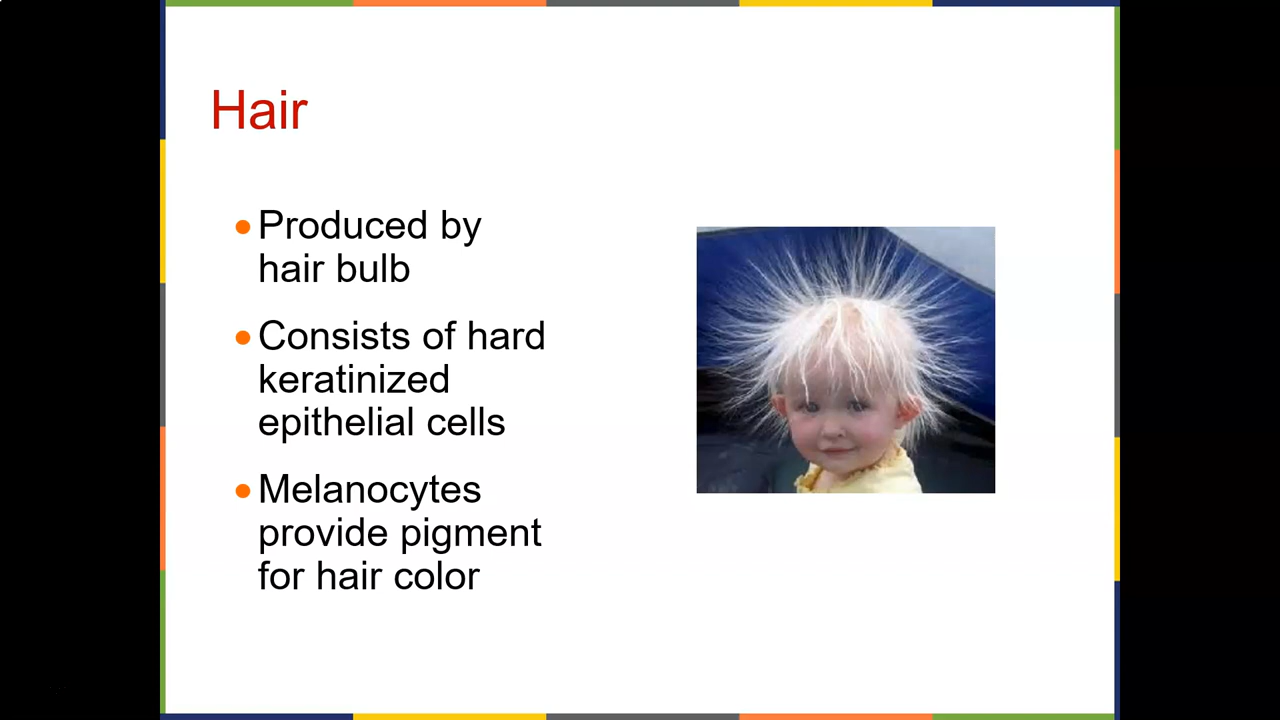 Hair
Produced by
hair bulb
Consists of hard
keratinized
epithelial cells
Melanocytes
provide pigment
for hair color